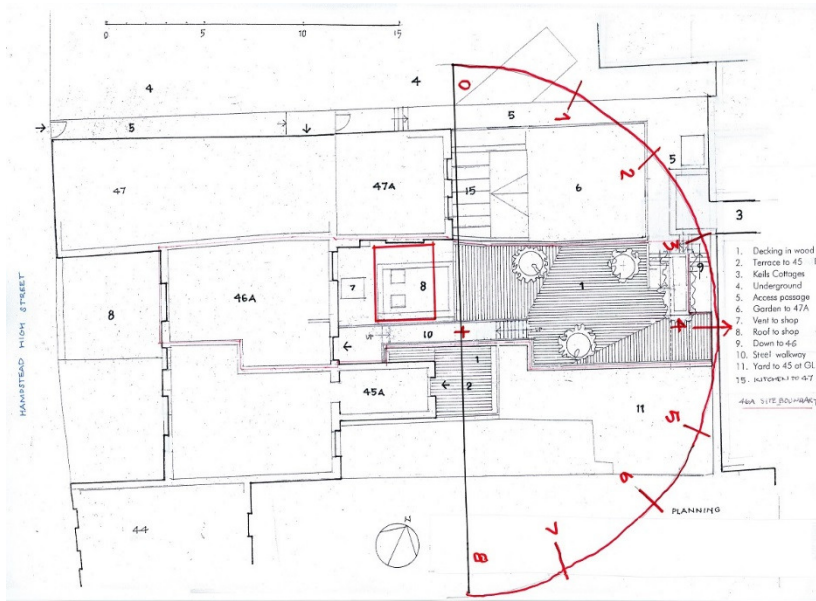 0 5 10 15
4
4
0
1
5
5
2
5
47
47A
15
6
3
3
9
7
8
1
46A
8
UP
10
UP
4
1
2
45A
11
5
6
7
8
44
N
HAMPSTEAD HIGH STREET
PLANNING
1. Decking in wood
2. Terrace to 45
3. Keils Cottages
4. Underground
5. Access passage
6. Garden to 47A
7. Vent to shop
8. Roof to shop
9. Down to 46
10. Steel walkway
11. Yard to 45 at GL
15. KITCHEN TO 47
46A SITE BOUNDARY